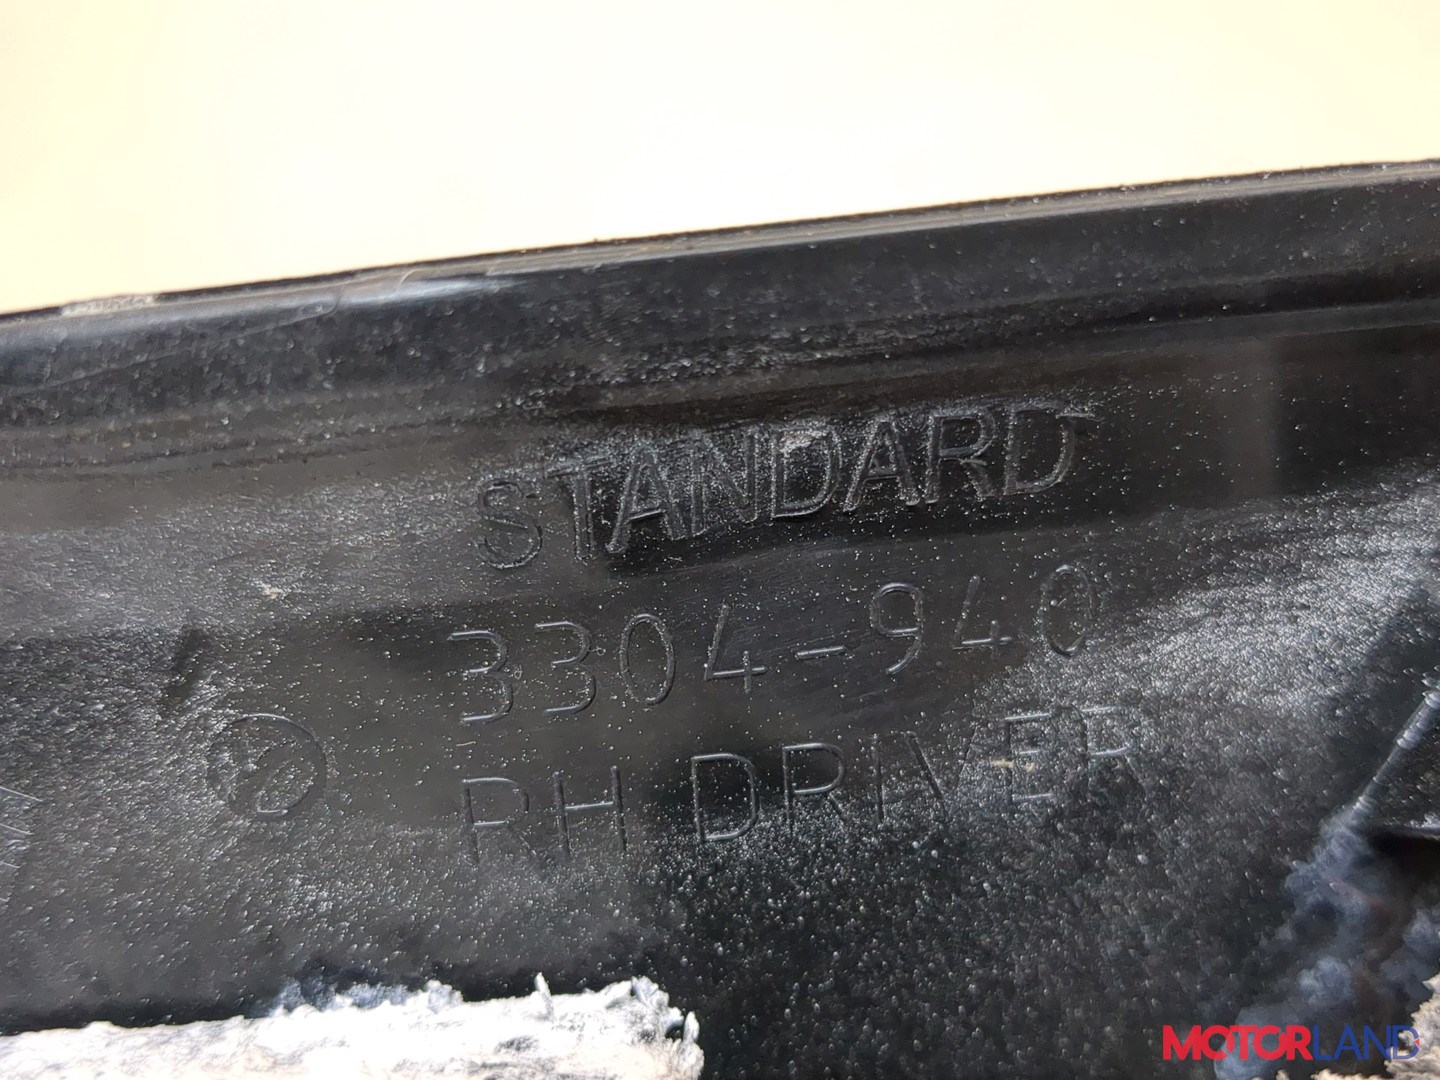 STANDARD
3304-940
RH DRIVER
MOTORLAND